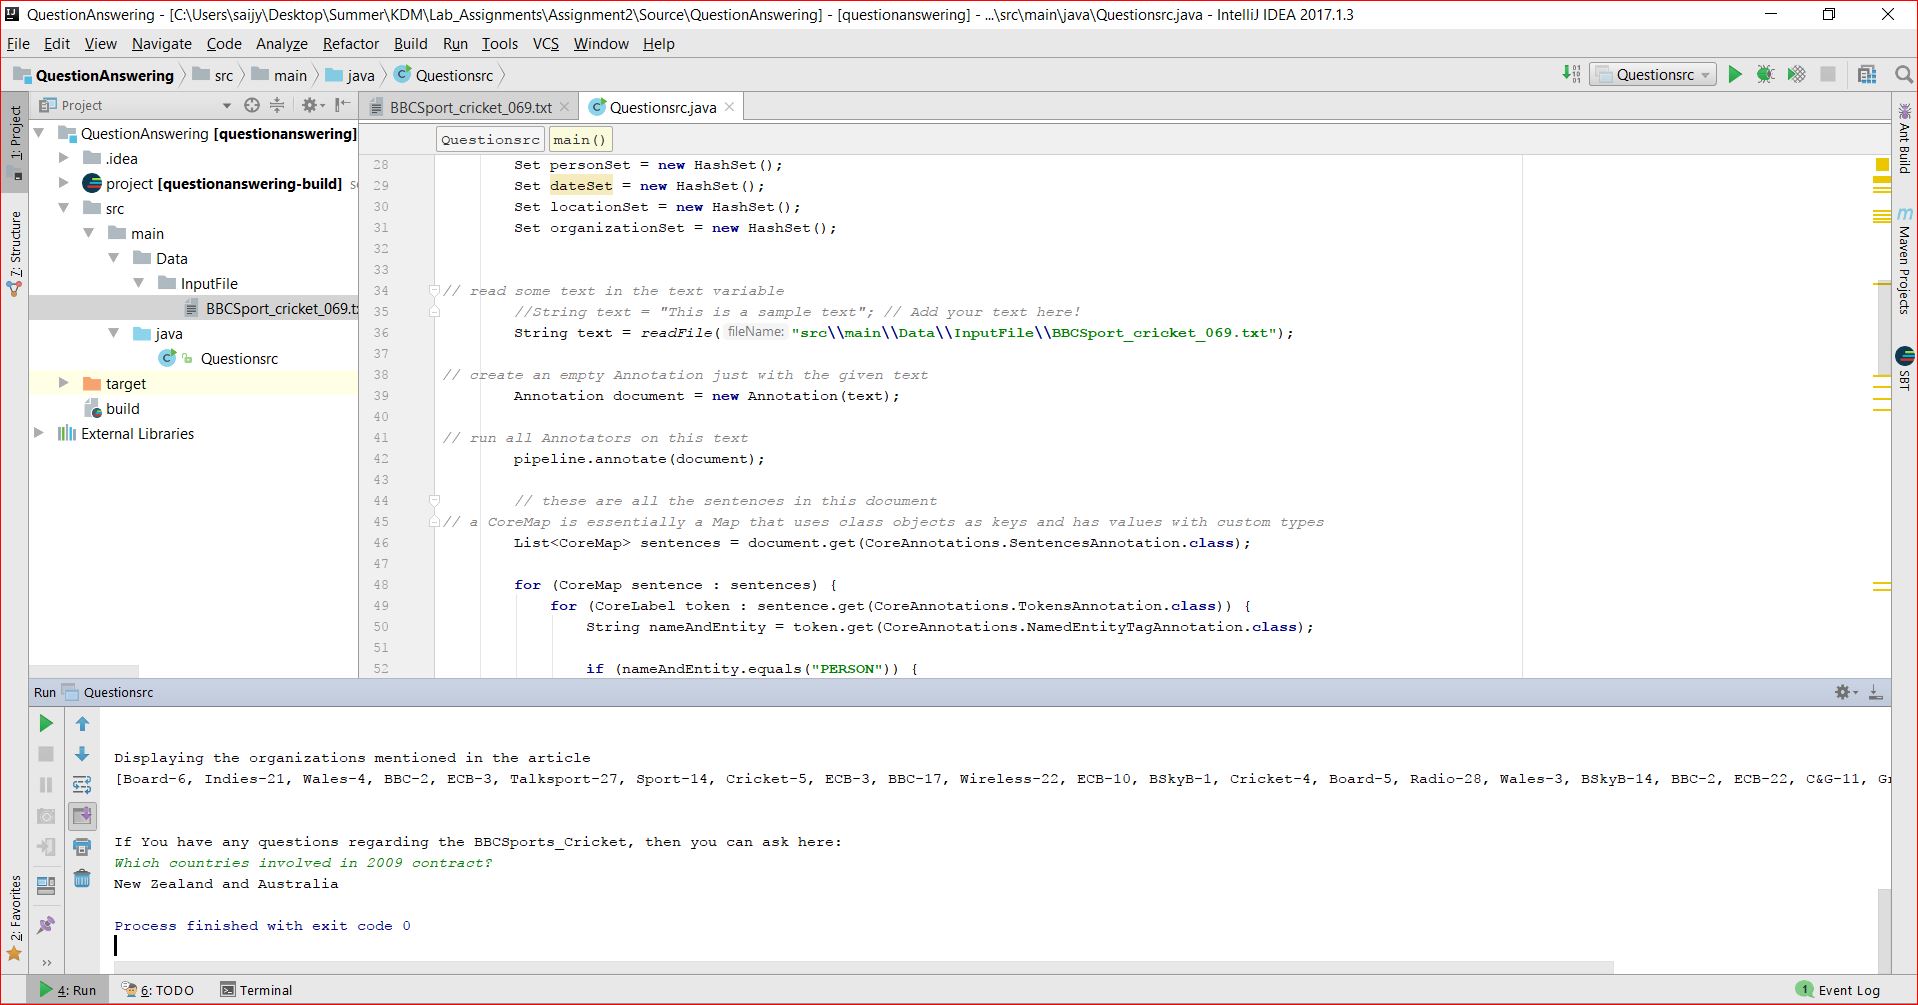 QuestionAnswering - [C:\Users\saijy\Desktop\Summer\KDM\Lab_Assignments\Assignment2\Source\QuestionAnswering] - [questionanswering] - ...\src\main\java\Questionsrc.java - IntelliJ IDEA 2017.1.3
File Edit View Navigate Code Analyze Refactor Build Run Tools VCS Window Help
QuestionAnswering src main java Questionsrc
Questionsrc
Project
BBCSport_cricket_069.txt Questionsrc.java
1: Project
7: Structure
2: Favorites
QuestionAnswering [questionanswering]
.idea
project [questionanswering-build]
src
main
Data
InputFile
BBCSport_cricket_069.tx
java
Questionsrc
target
build
External Libraries
Questionsrc main()
28 Set personSet = new HashSet();
29 Set dateSet = new HashSet();
30 Set locationSet = new HashSet();
31 Set organizationSet = new HashSet();
32
33
34 // read some text in the text variable
35 //String text = "This is a sample text"; // Add your text here!
36 String text = readFile( fileName: "src\\main\\Data\\InputFile\\BBCSport_cricket_069.txt");
37
38 // create an empty Annotation just with the given text
39 Annotation document = new Annotation(text);
40
41 // run all Annotators on this text
42 pipeline.annotate(document);
43
44 // these are all the sentences in this document
45 // a CoreMap is essentially a Map that uses class objects as keys and has values with custom types
46 List<CoreMap> sentences = document.get(CoreAnnotations.SentencesAnnotation.class);
47
48 for (CoreMap sentence : sentences) {
49 for (CoreLabel token : sentence.get(CoreAnnotations.TokensAnnotation.class)) {
50 String nameAndEntity = token.get(CoreAnnotations.NamedEntityTagAnnotation.class);
51
52 if (nameAndEntity.equals("PERSON")) {
Ant Build
Maven Projects
SBT
Run Questionsrc
Displaying the organizations mentioned in the article
[Board-6, Indies-21, Wales-4, BBC-2, ECB-3, Talksport-27, Sport-14, Cricket-5, ECB-3, BBC-17, Wireless-22, ECB-10, BSkyB-1, Cricket-4, Board-5, Radio-28, Wales-3, BSkyB-14, BBC-2, ECB-22, C&G-11,
If You have any questions regarding the BBCSports_Cricket, then you can ask here:
Which countries involved in 2009 contract?
New Zealand and Australia
Process finished with exit code 0
4: Run 6: TODO Terminal
1 Event Log